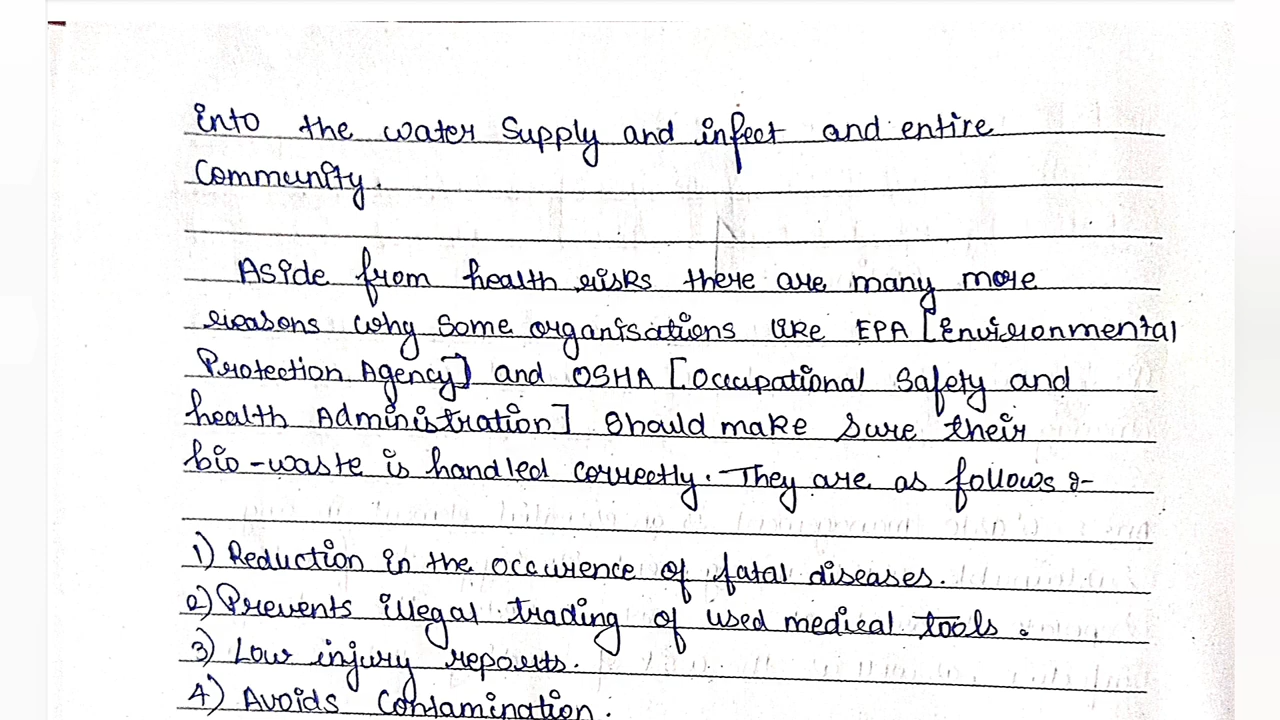 into the water Supply and infect and entire
Community.
Aside from health risks there are many more
reasons why Some organisations like EPA [Environmental
Protection Agency] and OSHA [Occupational Safety and
health Administration] Should make sure their
bio-waste is handled correctly. They are as follows :-
1) Reduction in the occurence of fatal diseases.
2) Prevents illegal trading of used medical tools.
3) Low injury reports.
4) Avoids Contamination.